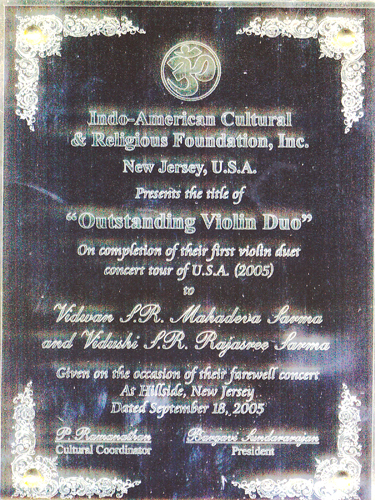 ॐ
Indo-American Cultural
& Religious Foundation, Inc.
New Jersey, U.S.A.
Presents the title of
“Outstanding Violin Duo”
On completion of their first violin duet
concert tour of U.S.A. (2005)
to
Vidwan S.R. Mahadeva Sarma
and Vidushi S.R. Rajasree Sarma
Given on the occasion of their farewell concert
At Hillside, New Jersey
Dated September 18, 2005
P. Ramanathan Bargavi Sundararajan
Cultural Coordinator President